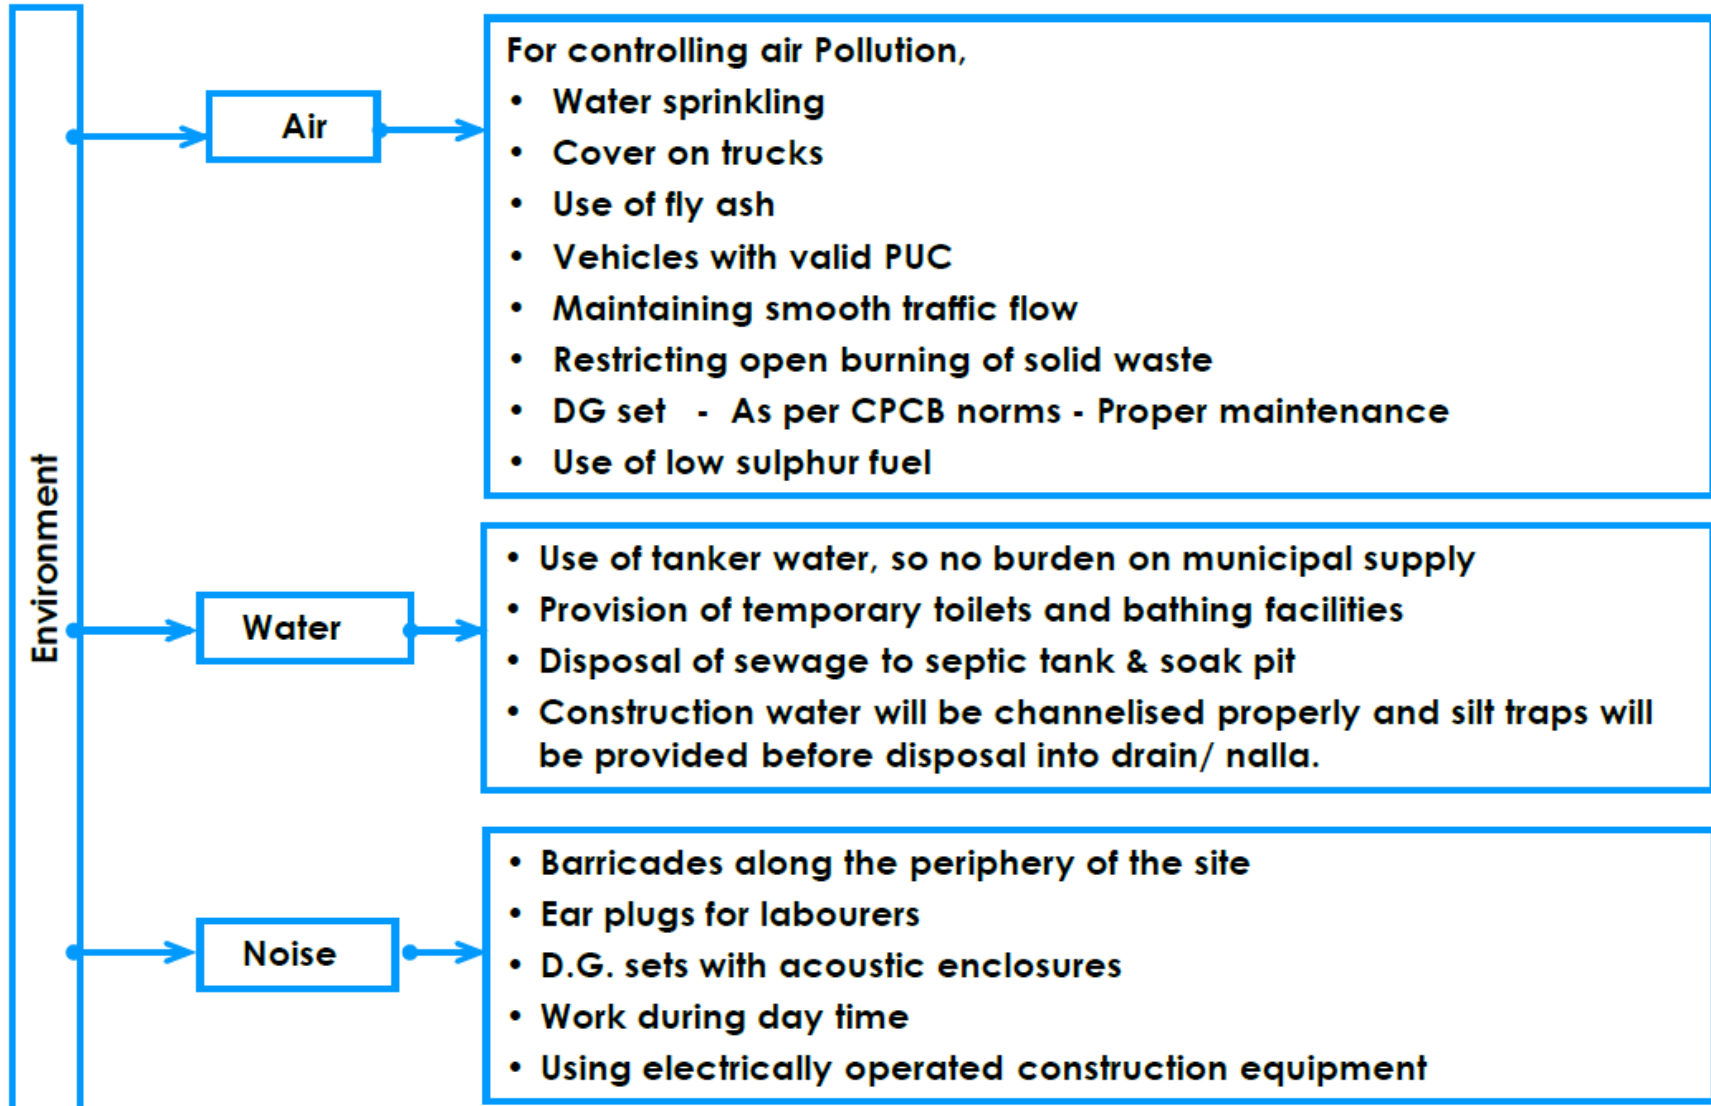 Environment
Air
For controlling air Pollution,
• Water sprinkling
• Cover on trucks
• Use of fly ash
• Vehicles with valid PUC
• Maintaining smooth traffic flow
• Restricting open burning of solid waste
• DG set - As per CPCB norms - Proper maintenance
• Use of low sulphur fuel
Water
• Use of tanker water, so no burden on municipal supply
• Provision of temporary toilets and bathing facilities
• Disposal of sewage to septic tank & soak pit
• Construction water will be channelised properly and silt traps will
be provided before disposal into drain/ nalla.
Noise
• Barricades along the periphery of the site
• Ear plugs for labourers
• D.G. sets with acoustic enclosures
• Work during day time
• Using electrically operated construction equipment